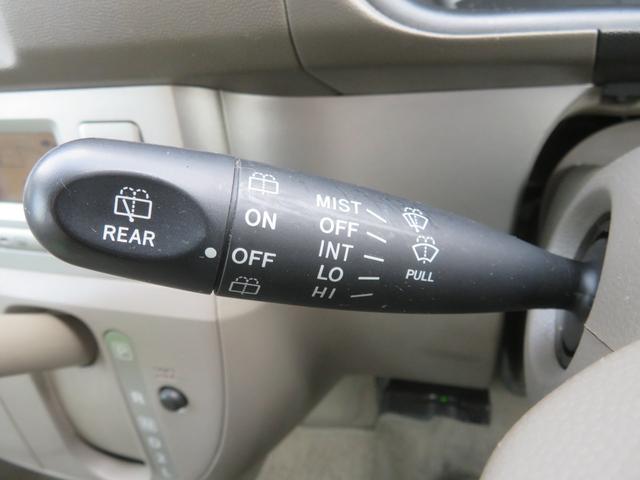 REAR
ON
OFF
MIST
OFF
INT
LO
HI
PULL